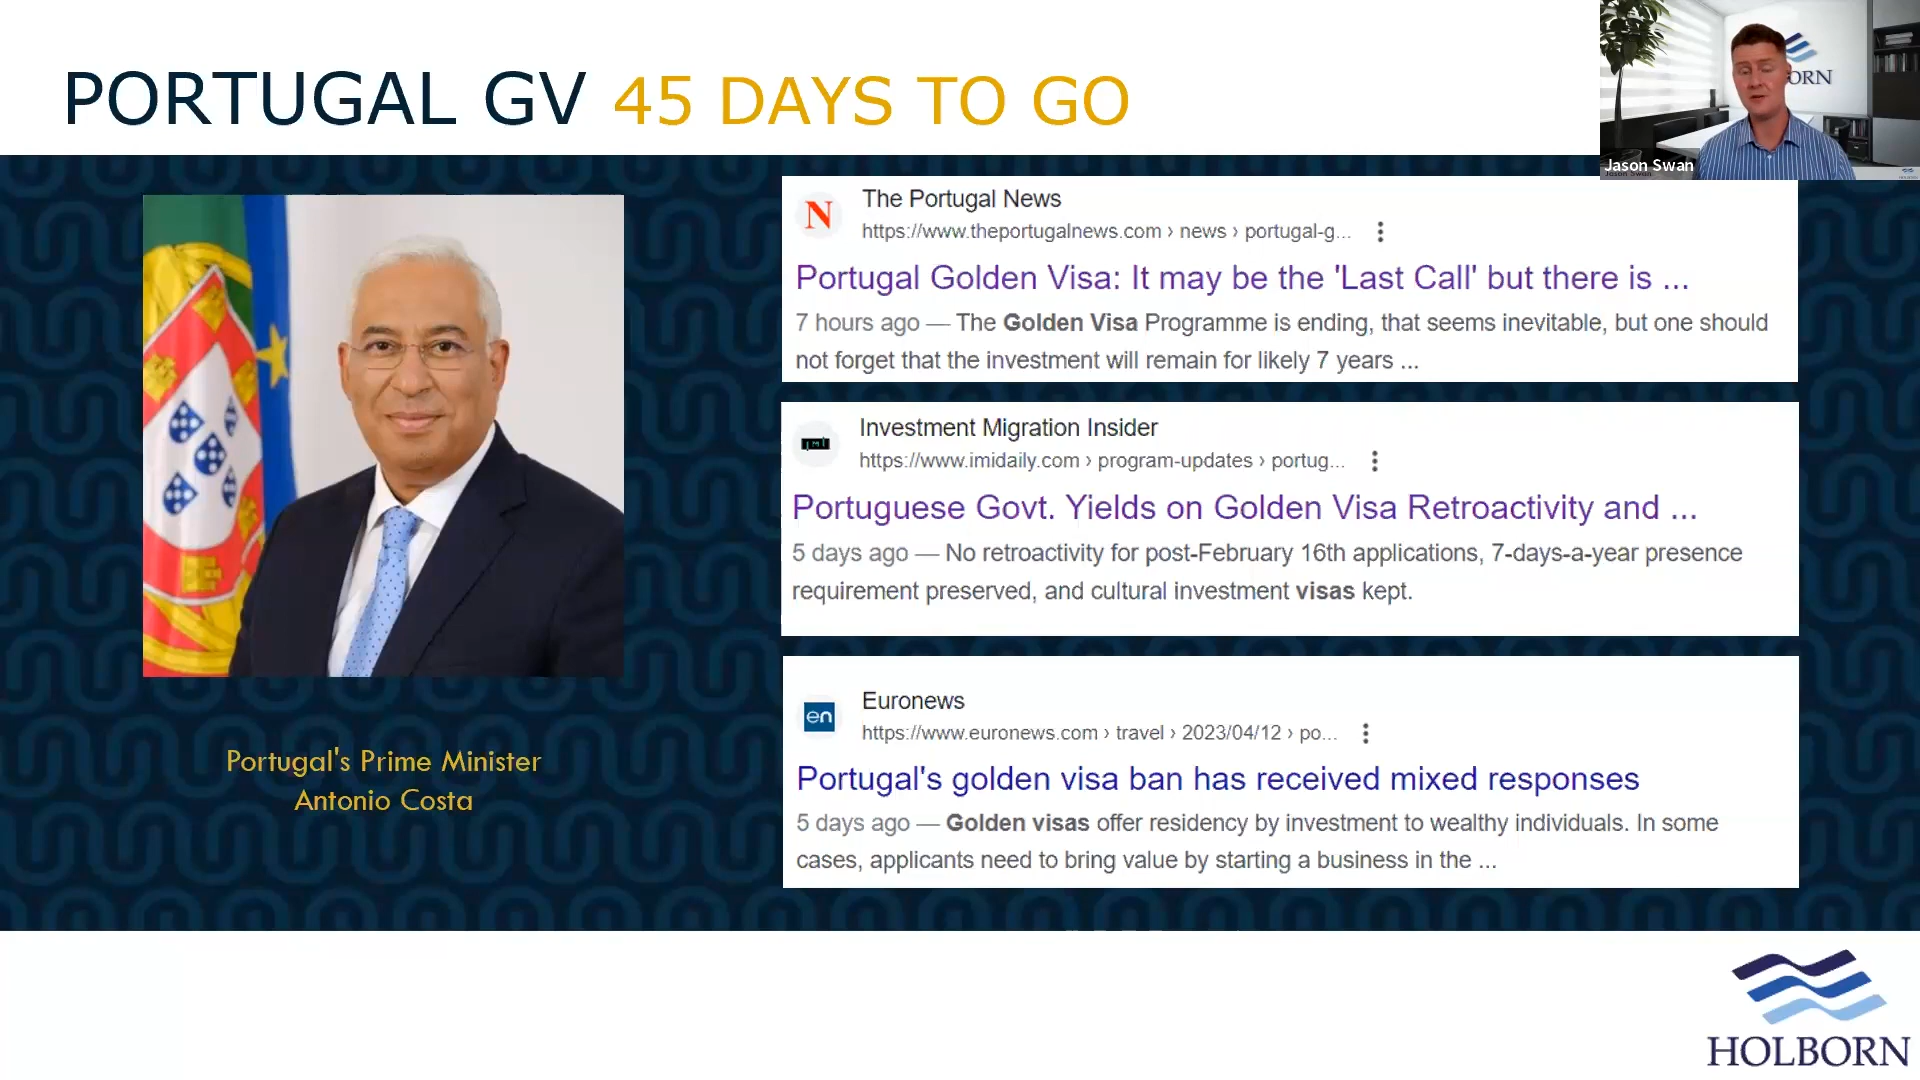 PORTUGAL GV 45 DAYS TO GO
ORN
Jason Swan
The Portugal News
https://www.theportugalnews.com › news › portugal-g...
N
Portugal Golden Visa: It may be the 'Last Call' but there is ...
7 hours ago — The Golden Visa Programme is ending, that seems inevitable, but one should
not forget that the investment will remain for likely 7 years ...
Investment Migration Insider
https://www.imidaily.com › program-updates › portug...
Portuguese Govt. Yields on Golden Visa Retroactivity and ...
5 days ago — No retroactivity for post-February 16th applications, 7-days-a-year presence
requirement preserved, and cultural investment visas kept.
Euronews
https://www.euronews.com › travel › 2023/04/12 › po...
en
Portugal's golden visa ban has received mixed responses
5 days ago — Golden visas offer residency by investment to wealthy individuals. In some
cases, applicants need to bring value by starting a business in the ...
Portugal's Prime Minister
Antonio Costa
HOLBORN